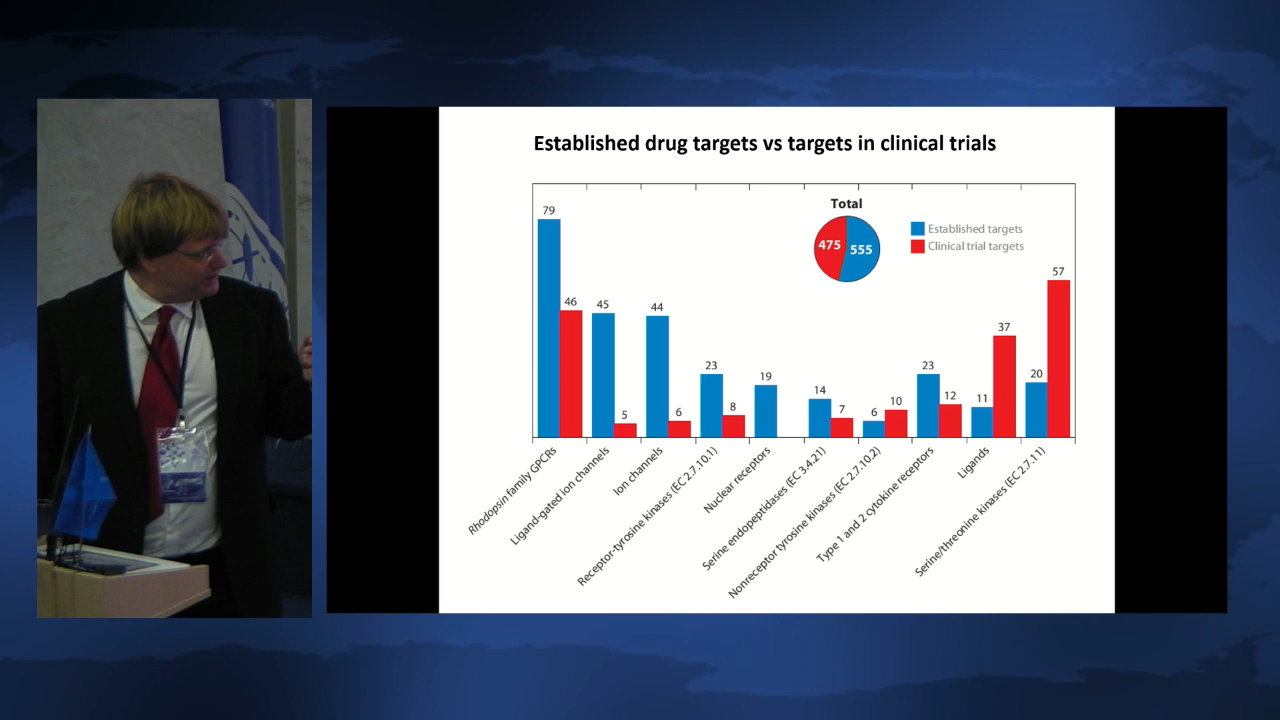 Established drug targets vs targets in clinical trials
Total
475
555
Established targets
Clinical trial targets
79
46
45
5
44
6
23
8
19
14
7
6
10
23
12
11
37
20
57
Rhodopsin family GPCRs
Ligand-gated ion channels
Ion channels
Receptor-tyrosine kinases (EC 2.7.10.1)
Nuclear receptors
Serine endopeptidases (EC 3.4.21)
Nonreceptor tyrosine kinases (EC 2.7.10.2)
Type 1 and 2 cytokine receptors
Ligands
Serine/threonine kinases (EC 2.7.11)